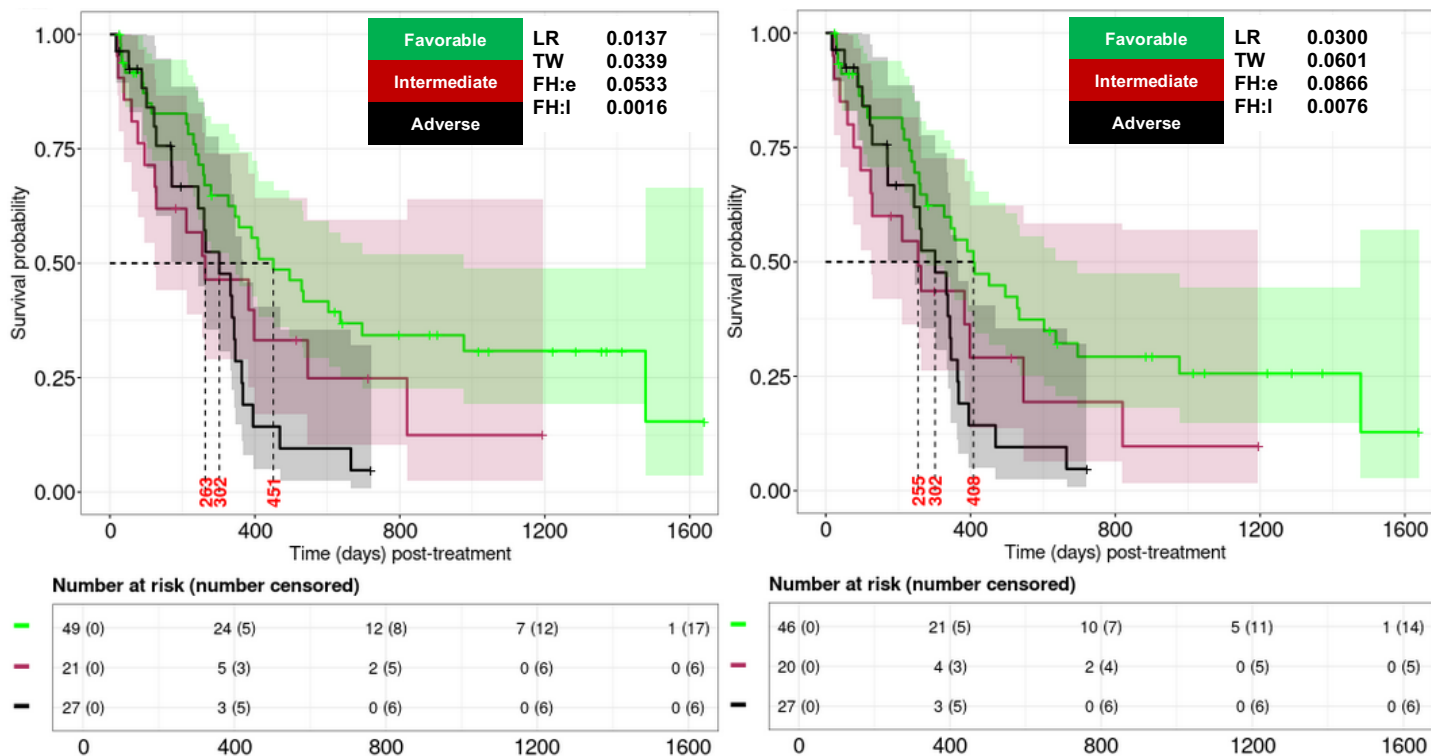 Favorable
Intermediate
Adverse
LR 0.0137
TW 0.0339
FH:e 0.0533
FH:l 0.0016
1.00
0.75
0.50
0.25
0.00
Survival probability
263
302
451
0 400 800 1200 1600
Time (days) post-treatment
Number at risk (number censored)
49 (0) 24 (5) 12 (8) 7 (12) 1 (17)
21 (0) 5 (3) 2 (5) 0 (6) 0 (6)
27 (0) 3 (5) 0 (6) 0 (6) 0 (6)
0 400 800 1200 1600
Favorable
Intermediate
Adverse
LR 0.0300
TW 0.0601
FH:e 0.0866
FH:l 0.0076
1.00
0.75
0.50
0.25
0.00
Survival probability
255
302
408
0 400 800 1200 1600
Time (days) post-treatment
Number at risk (number censored)
46 (0) 21 (5) 10 (7) 5 (11) 1 (14)
20 (0) 4 (3) 2 (4) 0 (5) 0 (5)
27 (0) 3 (5) 0 (6) 0 (6) 0 (6)
0 400 800 1200 1600